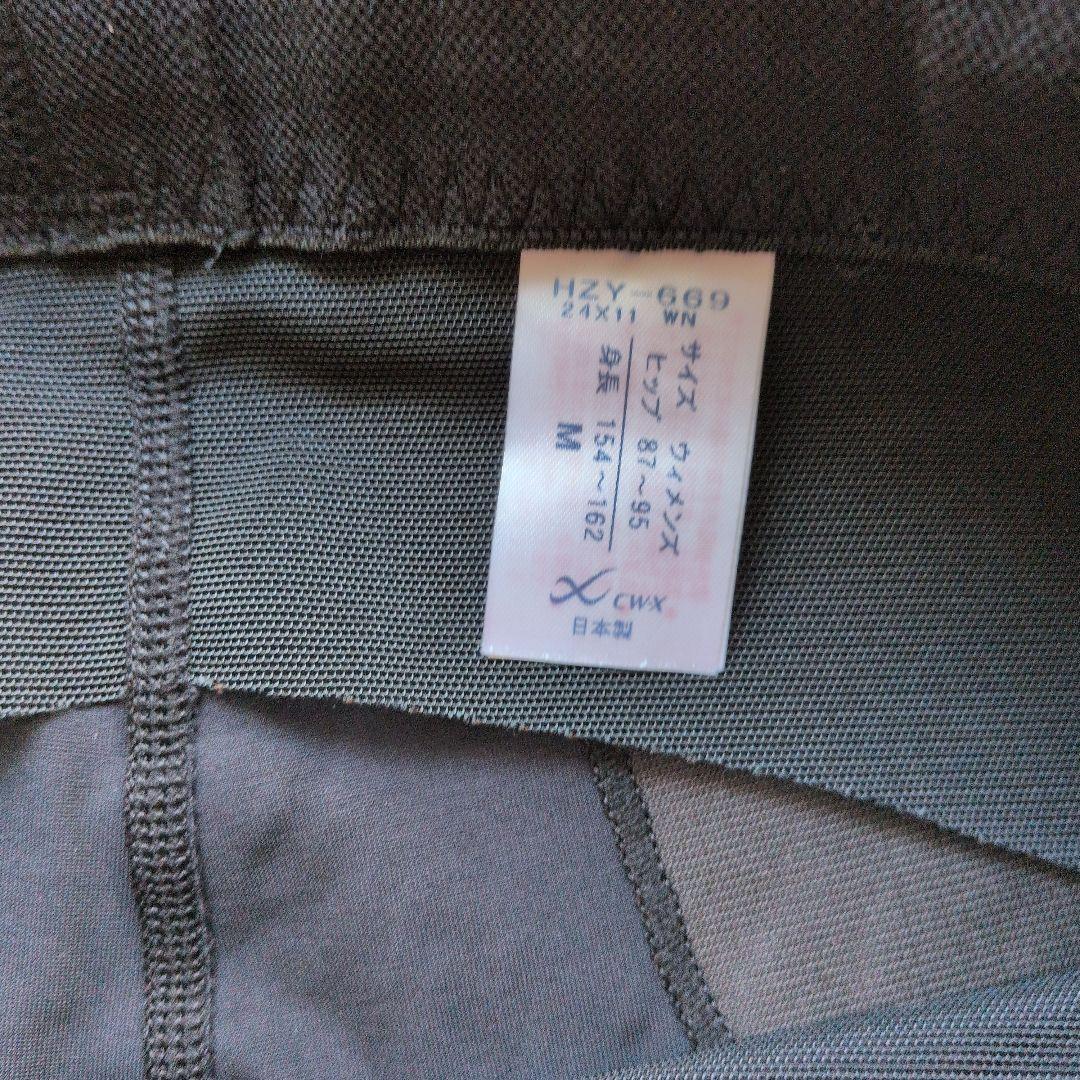 HZY-669
24X11 WN
サイズ ウィメンズ
ヒップ 87～95
身長 154～162
M
CW-X
日本製